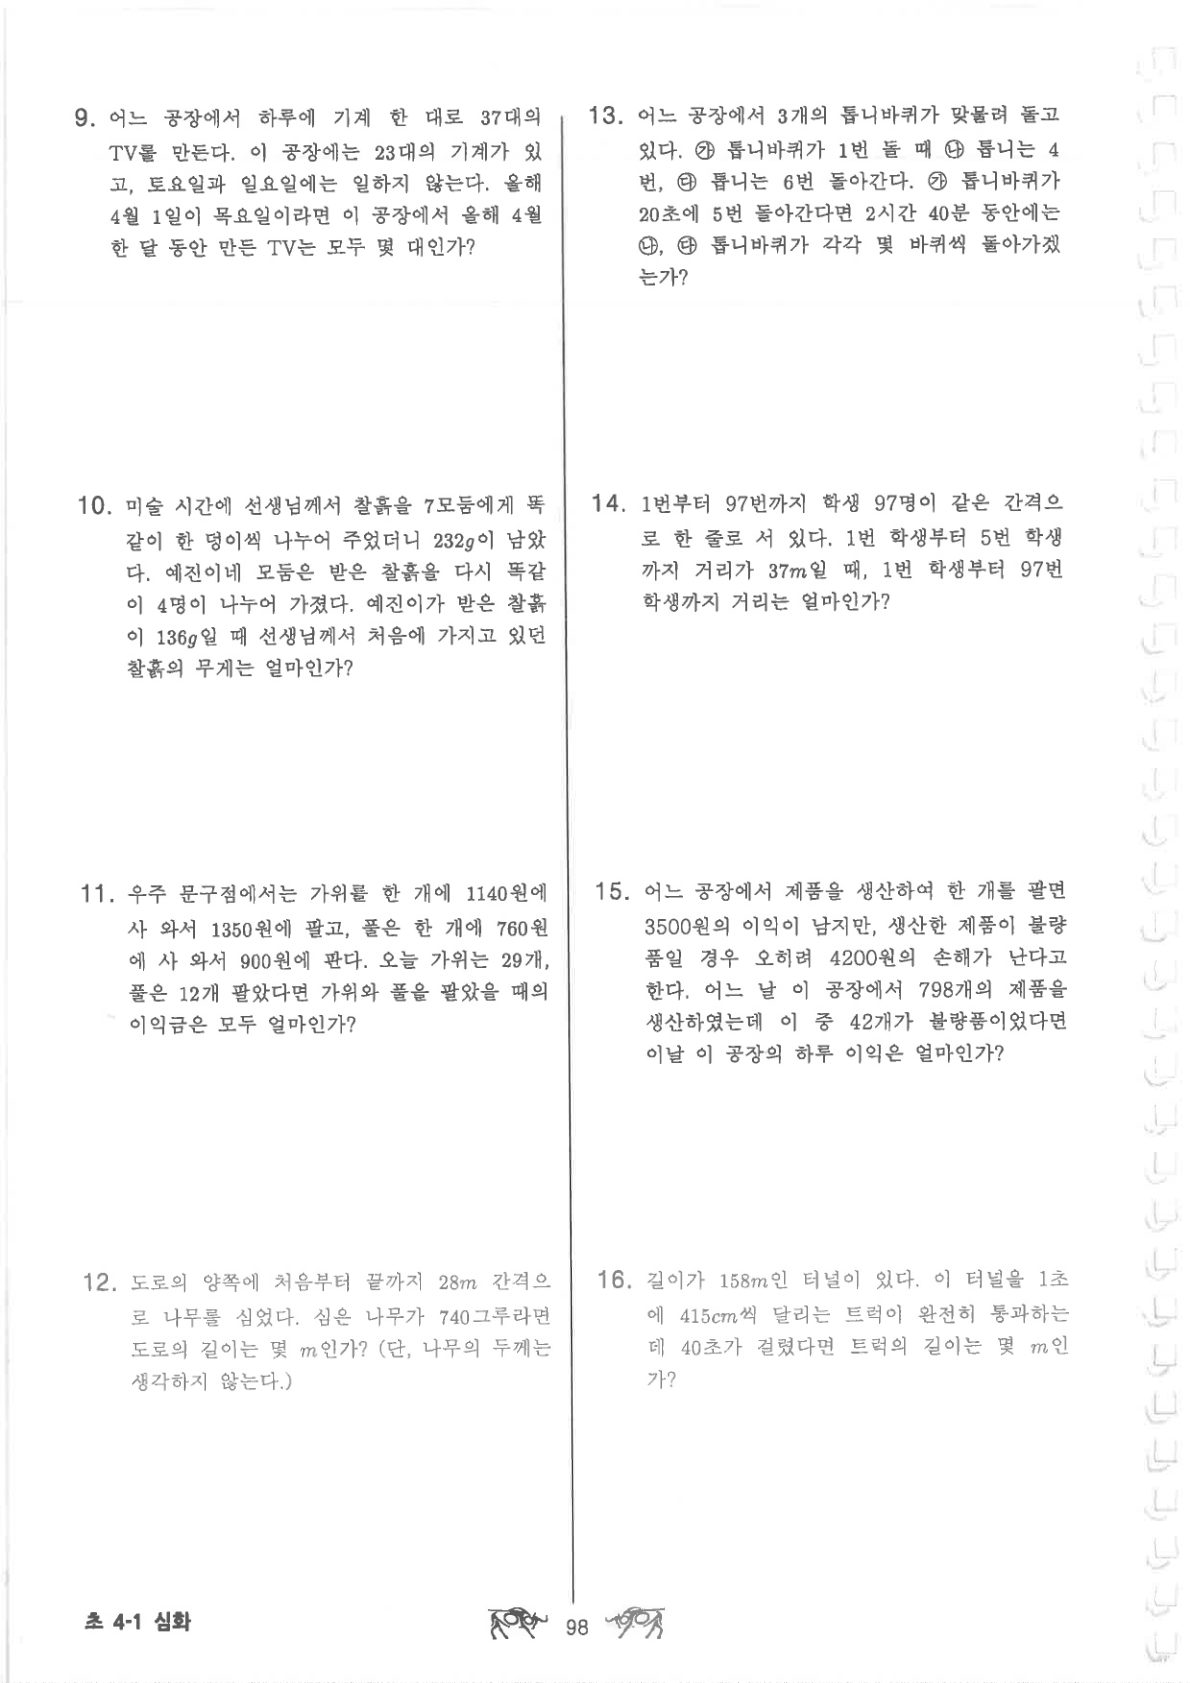 9. 어느 공장에서 하루에 기계 한 대로 37대의
TV를 만든다. 이 공장에는 23대의 기계가 있
고, 토요일과 일요일에는 일하지 않는다. 올해
4월 1일이 목요일이라면 이 공장에서 올해 4월
한 달 동안 만든 TV는 모두 몇 대인가?
10. 미술 시간에 선생님께서 찰흙을 7모둠에게 똑
같이 한 덩이씩 나누어 주었더니 232g이 남았
다. 예진이네 모둠은 받은 찰흙을 다시 똑같
이 4명이 나누어 가졌다. 예진이가 받은 찰흙
이 136g일 때 선생님께서 처음에 가지고 있던
찰흙의 무게는 얼마인가?
11. 우주 문구점에서는 가위를 한 개에 1140원에
사 와서 1350원에 팔고, 풀은 한 개에 760원
에 사 와서 900원에 판다. 오늘 가위는 29개,
풀은 12개 팔았다면 가위와 풀을 팔았을 때의
이익금은 모두 얼마인가?
12. 도로의 양쪽에 처음부터 끝까지 28m 간격으
로 나무를 심었다. 심은 나무가 740그루라면
도로의 길이는 몇 m인가? (단, 나무의 두께는
생각하지 않는다.)
13. 어느 공장에서 3개의 톱니바퀴가 맞물려 돌고
있다. ㉮ 톱니바퀴가 1번 돌 때 ㉯ 톱니는 4
번, ㉰ 톱니는 6번 돌아간다. ㉮ 톱니바퀴가
20초에 5번 돌아간다면 2시간 40분 동안에는
㉯, ㉰ 톱니바퀴가 각각 몇 바퀴씩 돌아가겠
는가?
14. 1번부터 97번까지 학생 97명이 같은 간격으
로 한 줄로 서 있다. 1번 학생부터 5번 학생
까지 거리가 37m일 때, 1번 학생부터 97번
학생까지 거리는 얼마인가?
15. 어느 공장에서 제품을 생산하여 한 개를 팔면
3500원의 이익이 남지만, 생산한 제품이 불량
품일 경우 오히려 4200원의 손해가 난다고
한다. 어느 날 이 공장에서 798개의 제품을
생산하였는데 이 중 42개가 불량품이었다면
이날 이 공장의 하루 이익은 얼마인가?
16. 길이가 158m인 터널이 있다. 이 터널을 1초
에 415cm씩 달리는 트럭이 완전히 통과하는
데 40초가 걸렸다면 트럭의 길이는 몇 m인
가?
초 4-1 심화
98